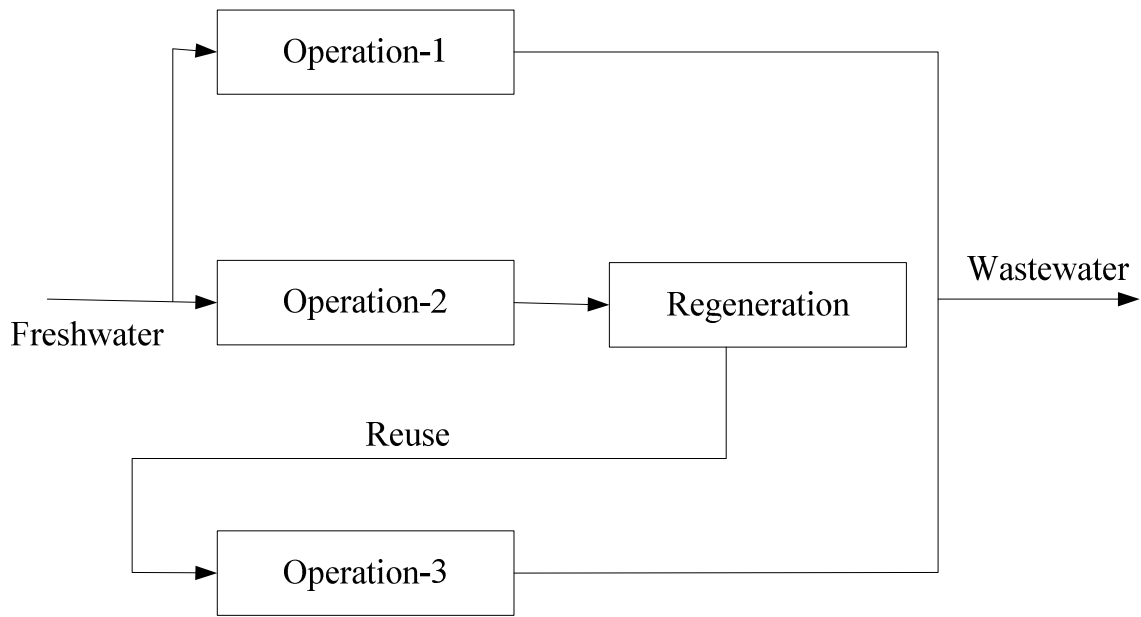 Operation-1
Freshwater
Operation-2
Regeneration
Wastewater
Reuse
Operation-3